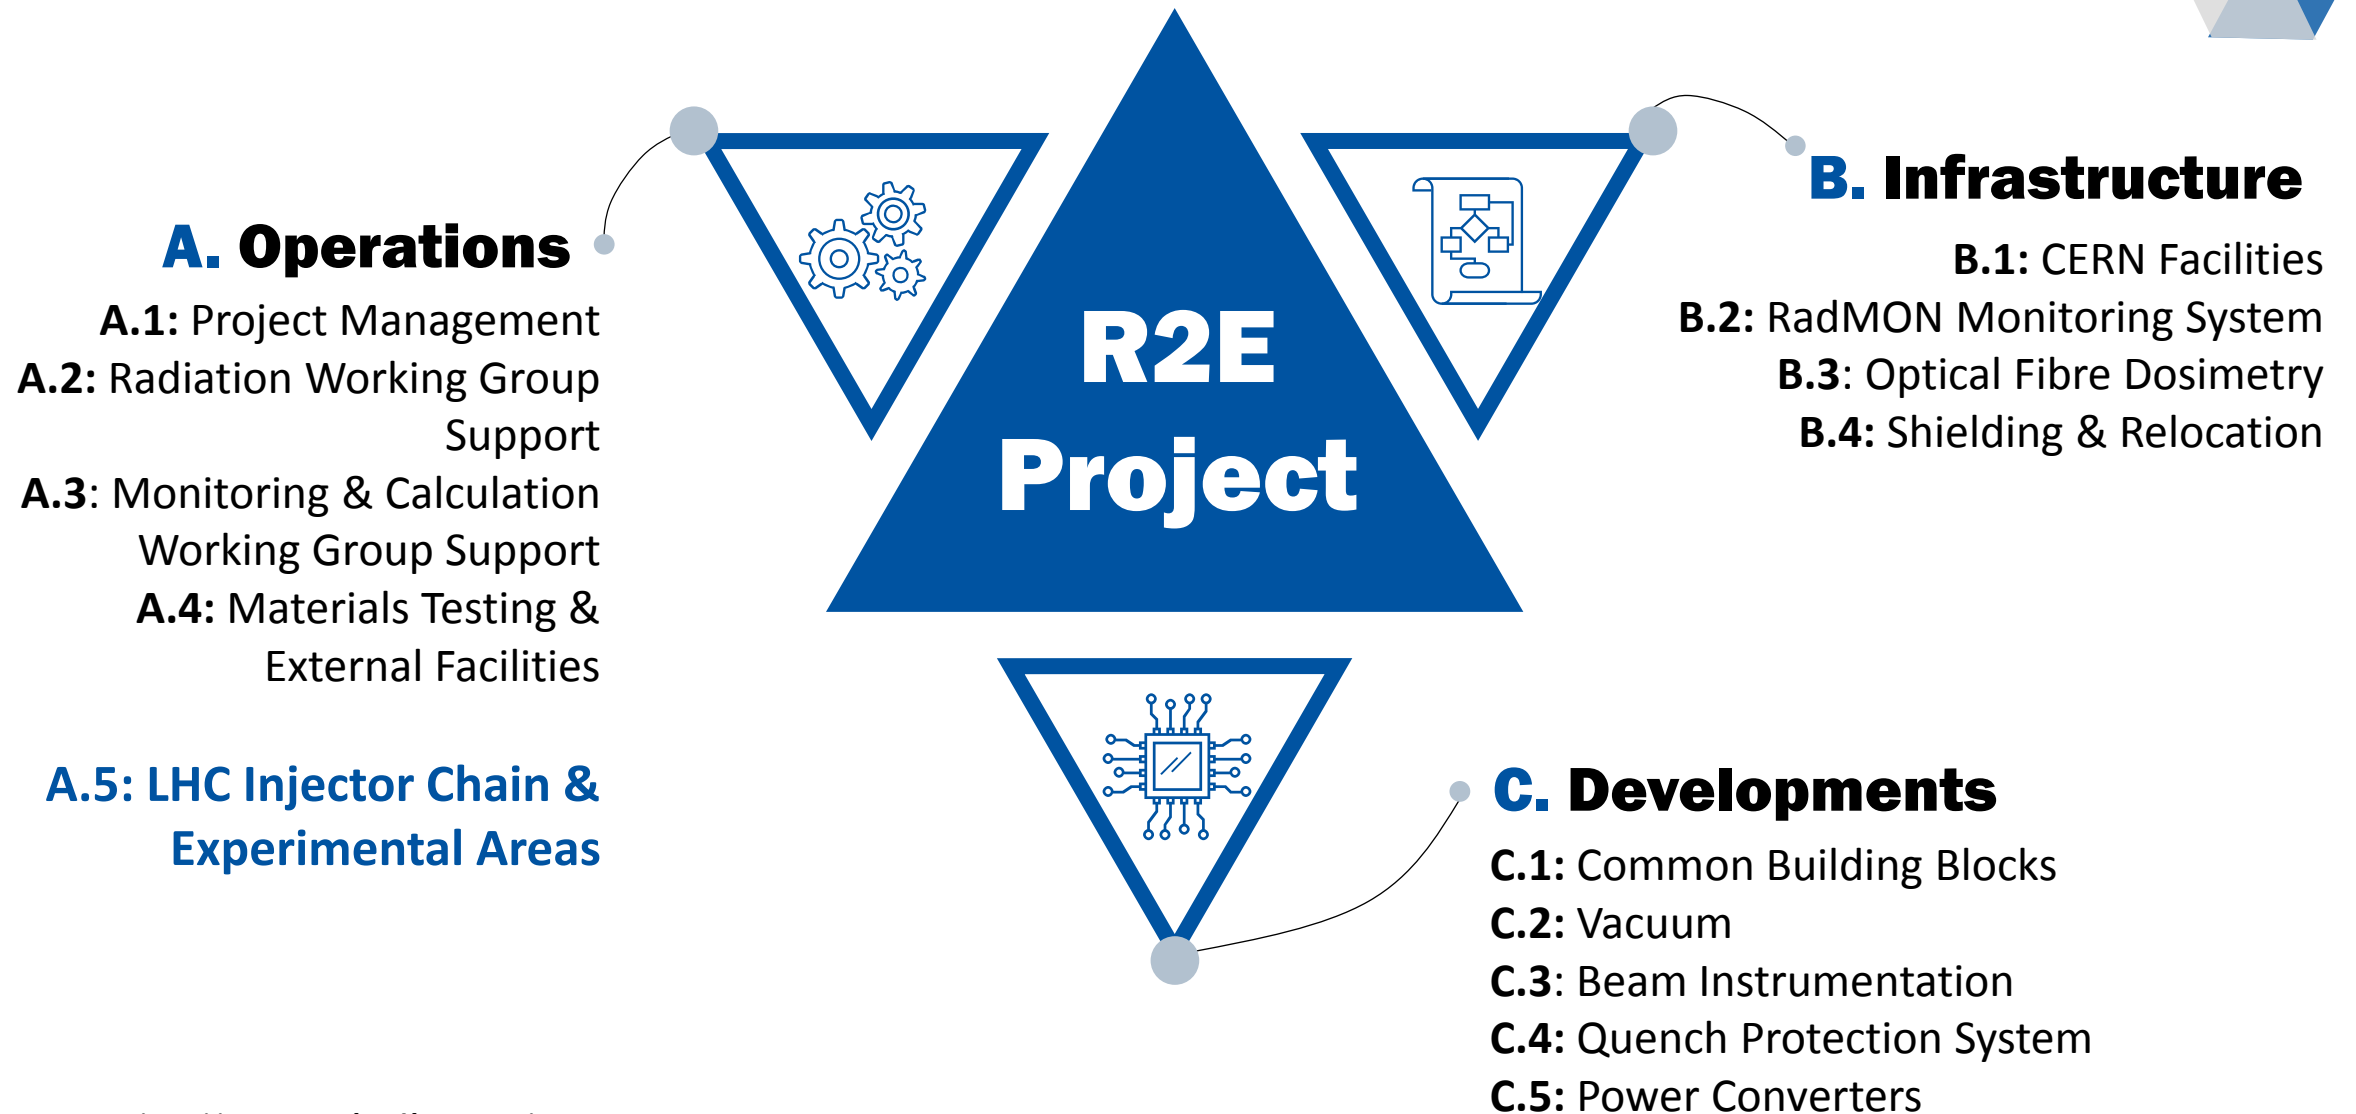 R2E
Project
A. Operations
A.1: Project Management
A.2: Radiation Working Group
Support
A.3: Monitoring & Calculation
Working Group Support
A.4: Materials Testing &
External Facilities
A.5: LHC Injector Chain &
Experimental Areas
B. Infrastructure
B.1: CERN Facilities
B.2: RadMON Monitoring System
B.3: Optical Fibre Dosimetry
B.4: Shielding & Relocation
C. Developments
C.1: Common Building Blocks
C.2: Vacuum
C.3: Beam Instrumentation
C.4: Quench Protection System
C.5: Power Converters